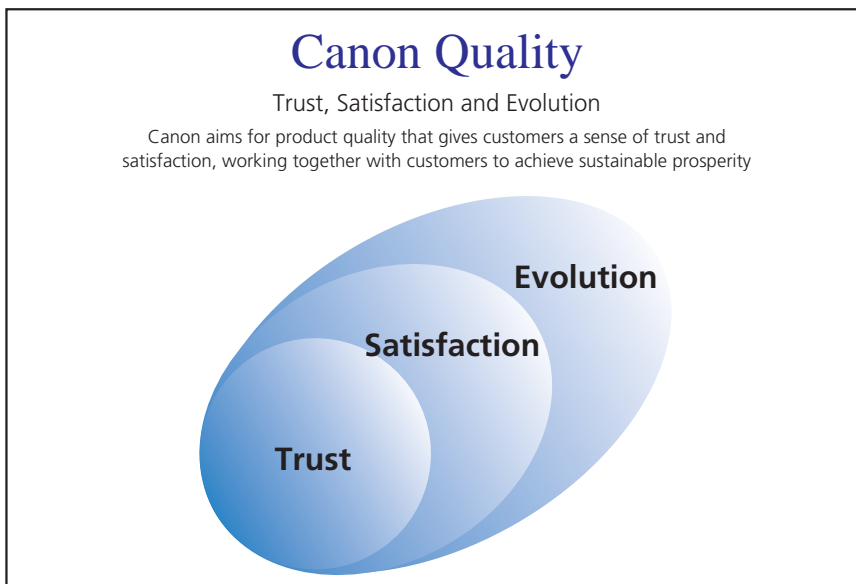 Canon Quality
Trust, Satisfaction and Evolution
Canon aims for product quality that gives customers a sense of trust and
satisfaction, working together with customers to achieve sustainable prosperity
Evolution
Satisfaction
Trust